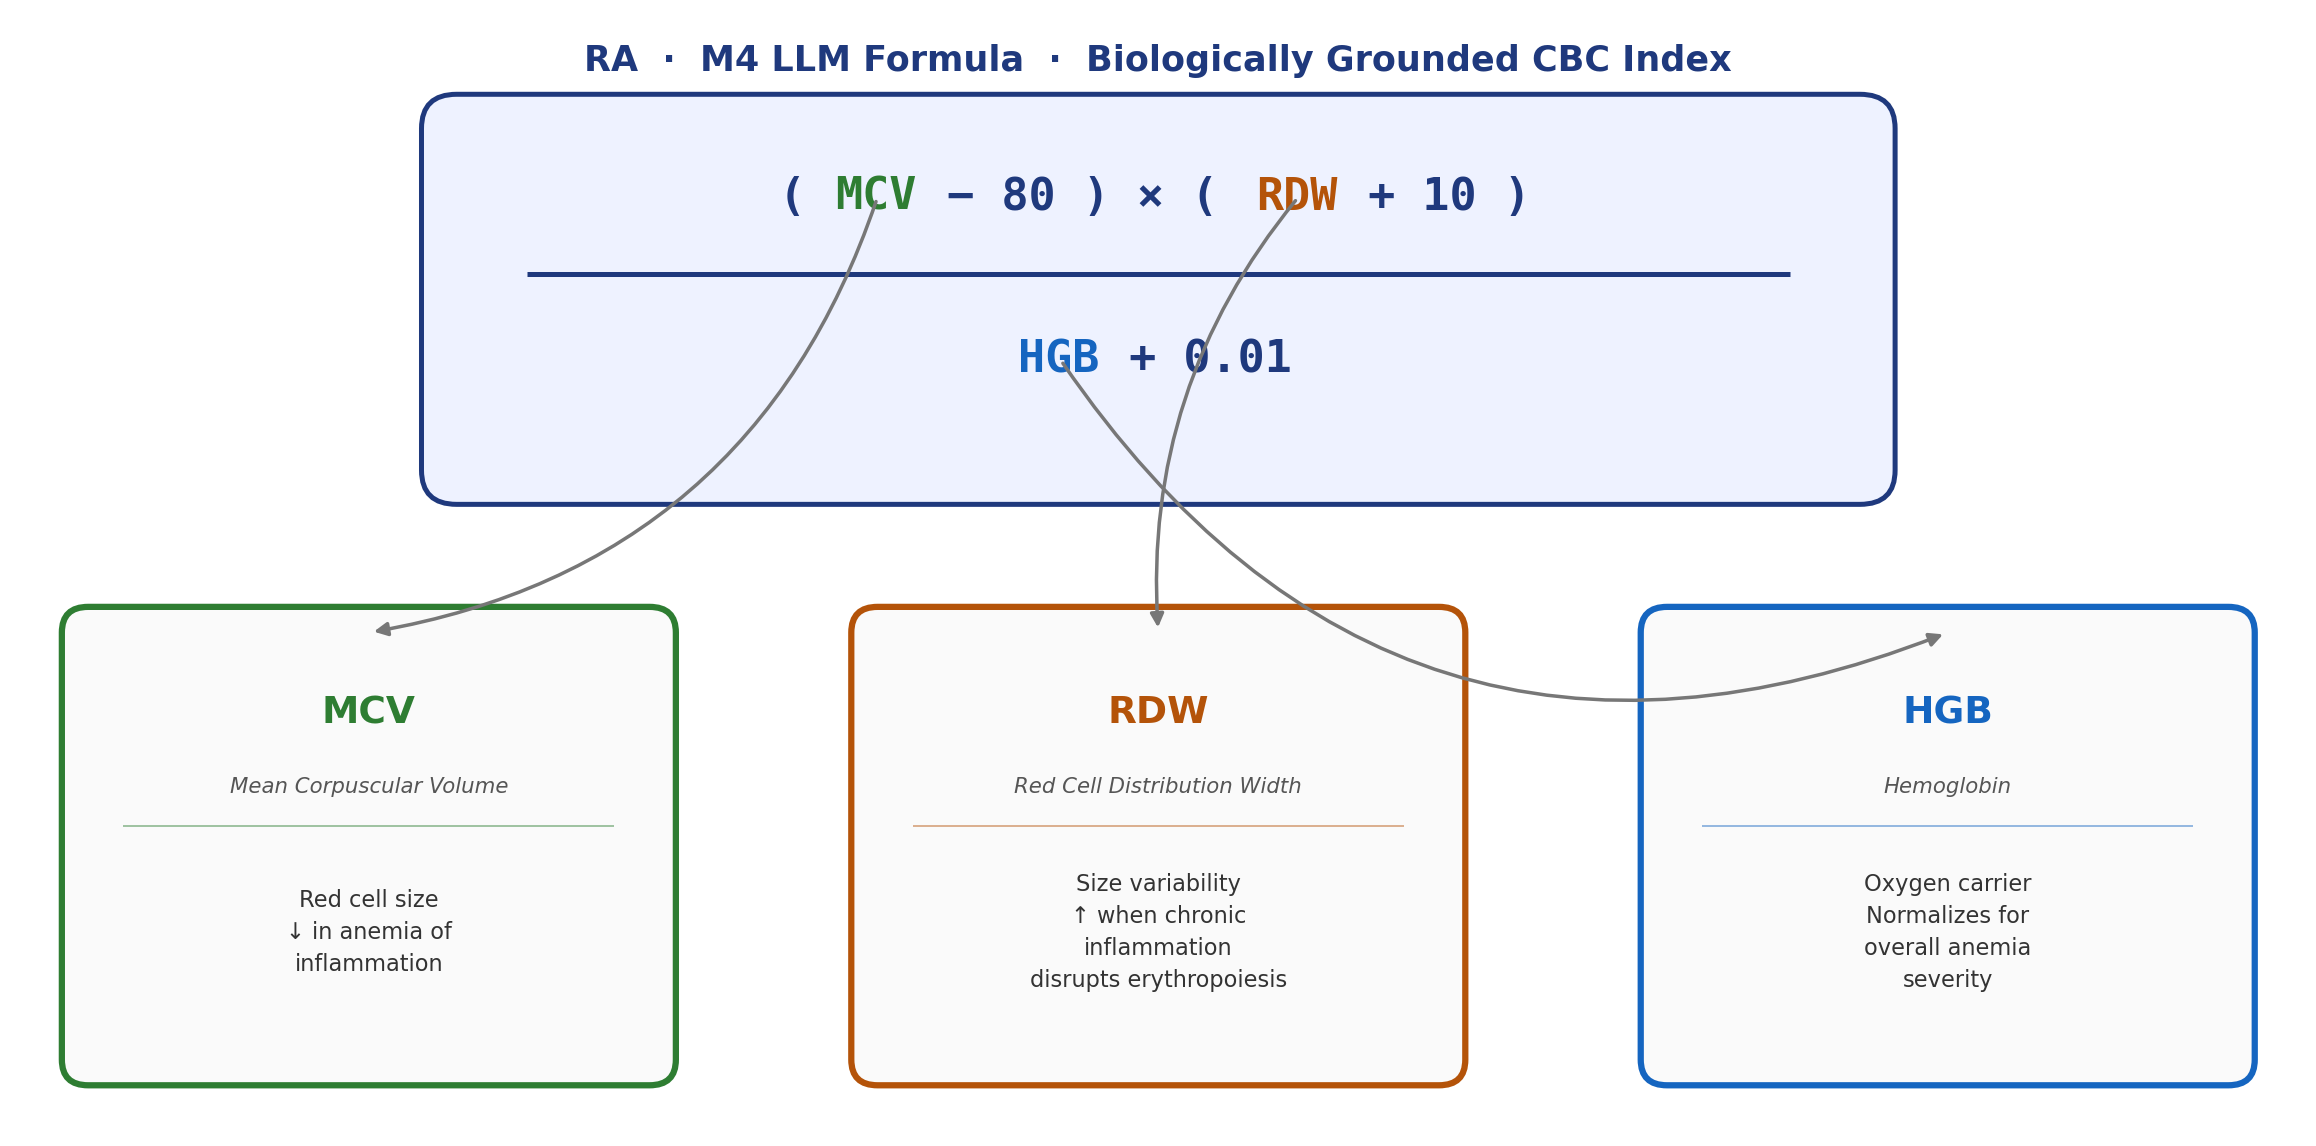 RA · M4 LLM Formula · Biologically Grounded CBC Index
( MCV − 80 ) × ( RDW + 10 )
HGB + 0.01
MCV
Mean Corpuscular Volume
Red cell size
↓ in anemia of
inflammation
RDW
Red Cell Distribution Width
Size variability
↑ when chronic
inflammation
disrupts erythropoiesis
HGB
Hemoglobin
Oxygen carrier
Normalizes for
overall anemia
severity